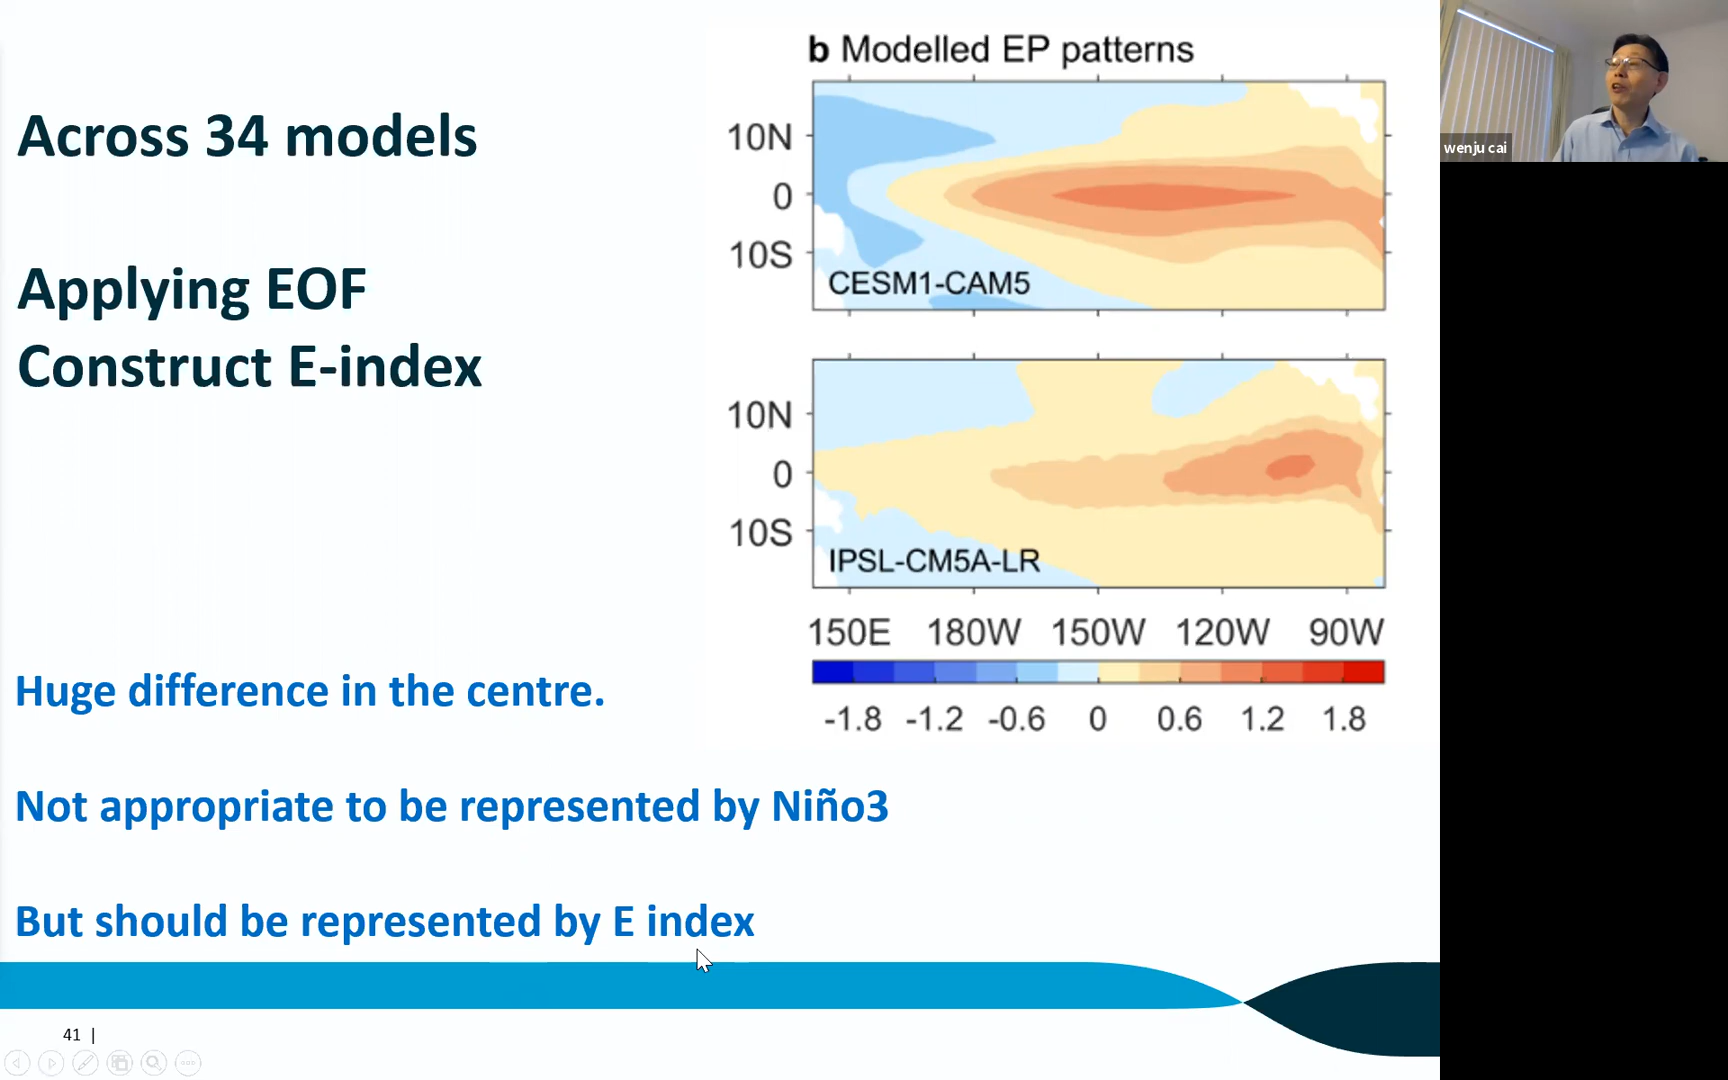 Across 34 models
Applying EOF
Construct E-index
Huge difference in the centre.
Not appropriate to be represented by Niño3
But should be represented by E index
41 |
b Modelled EP patterns
10N
0
10S
CESM1-CAM5
10N
0
10S
IPSL-CM5A-LR
150E 180W 150W 120W 90W
-1.8 -1.2 -0.6 0 0.6 1.2 1.8
wenju cai